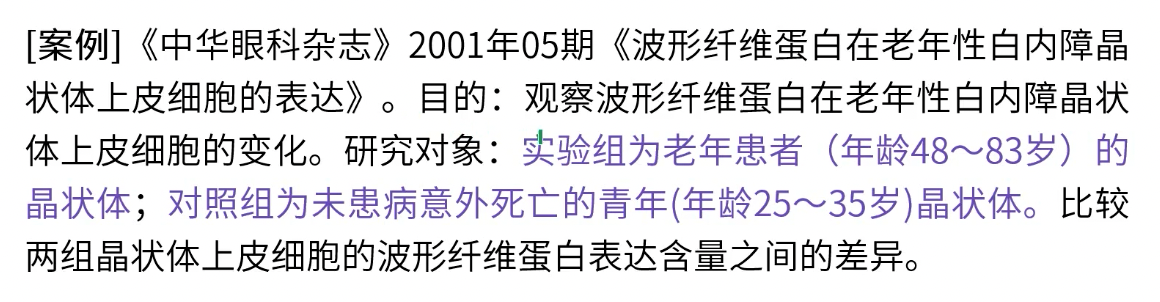 [案例]《中华眼科杂志》2001年05期《波形纤维蛋白在老年性白内障晶
状体上皮细胞的表达》。目的：观察波形纤维蛋白在老年性白内障晶状
体上皮细胞的变化。研究对象：实验组为老年患者（年龄48～83岁）的
晶状体；对照组为未患病意外死亡的青年(年龄25～35岁)晶状体。比较
两组晶状体上皮细胞的波形纤维蛋白表达含量之间的差异。